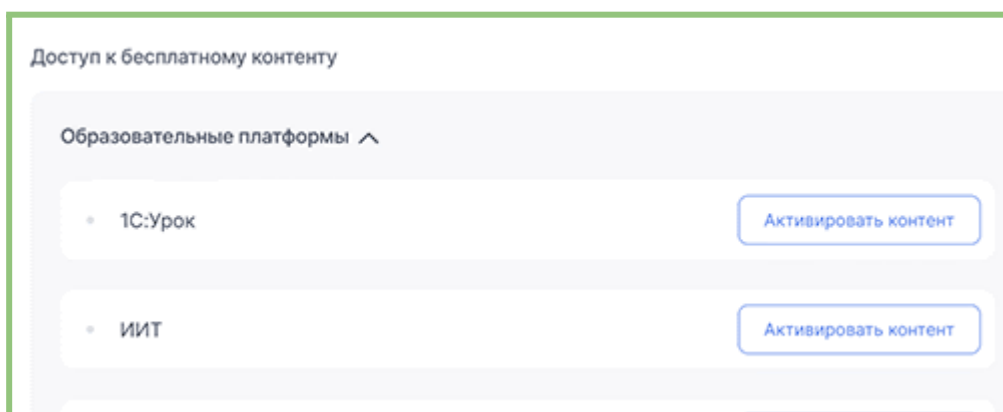 Доступ к бесплатному контенту
Образовательные платформы
1С:Урок
Активировать контент
ИИТ
Активировать контент